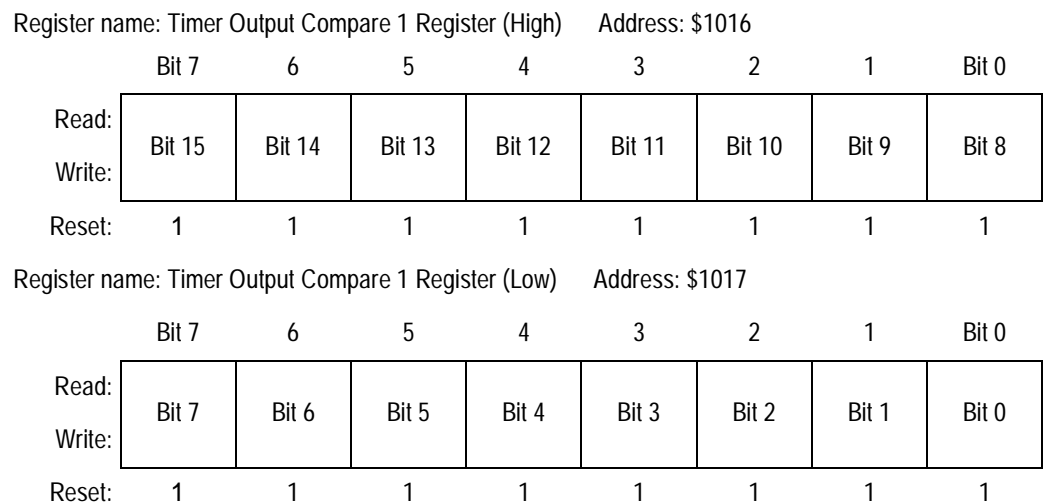 Register name: Timer Output Compare 1 Register (High) Address: $1016
Bit 7 6 5 4 3 2 1 Bit 0
Read:
Bit 15 Bit 14 Bit 13 Bit 12 Bit 11 Bit 10 Bit 9 Bit 8
Write:
Reset: 1 1 1 1 1 1 1 1
Register name: Timer Output Compare 1 Register (Low) Address: $1017
Bit 7 6 5 4 3 2 1 Bit 0
Read:
Bit 7 Bit 6 Bit 5 Bit 4 Bit 3 Bit 2 Bit 1 Bit 0
Write:
Reset: 1 1 1 1 1 1 1 1